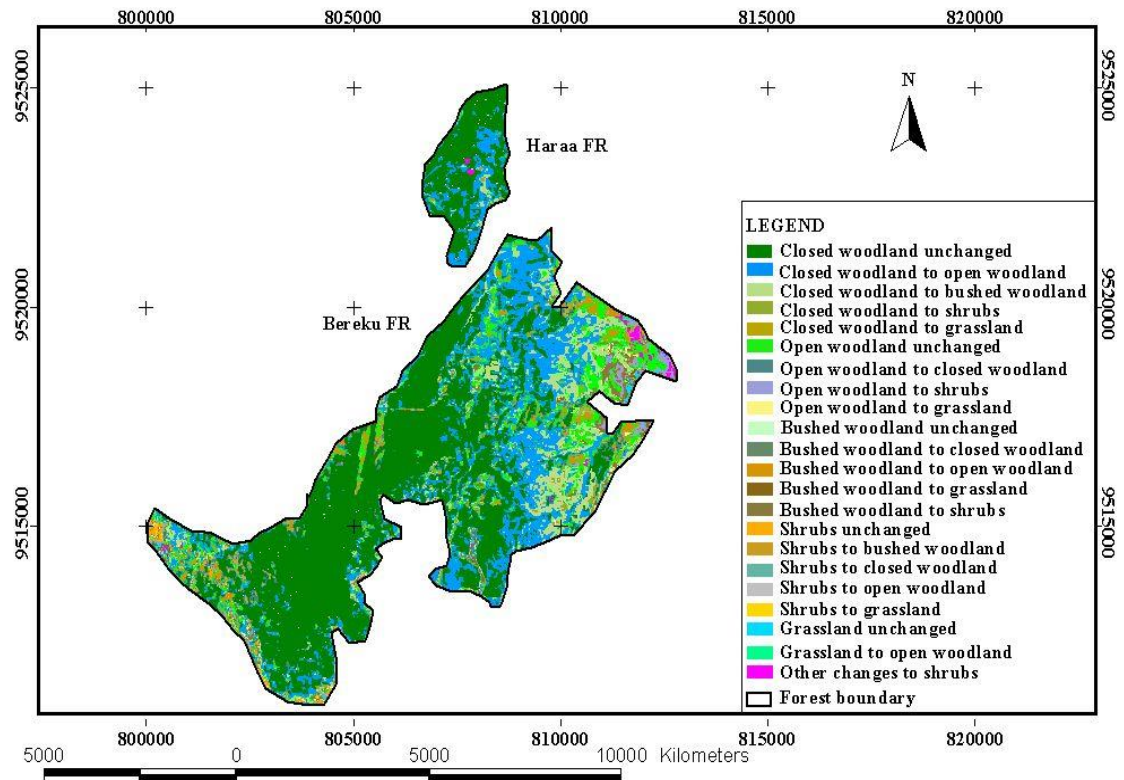 800000 805000 810000 815000 820000
9525000 9525000
N
Haraa FR
LEGEND
Closed woodland unchanged
Closed woodland to open woodland
Closed woodland to bushed woodland
Closed woodland to shrubs
Closed woodland to grassland
Open woodland unchanged
Open woodland to closed woodland
Open woodland to shrubs
Open woodland to grassland
Bushed woodland unchanged
Bushed woodland to closed woodland
Bushed woodland to open woodland
Bushed woodland to grassland
Bushed woodland to shrubs
Shrubs unchanged
Shrubs to bushed woodland
Shrubs to closed woodland
Shrubs to open woodland
Shrubs to grassland
Grassland unchanged
Grassland to open woodland
Other changes to shrubs
Forest boundary
9520000 9520000
Bereku FR
9515000 9515000
800000 805000 810000 815000 820000
5000 0 5000 10000 Kilometers